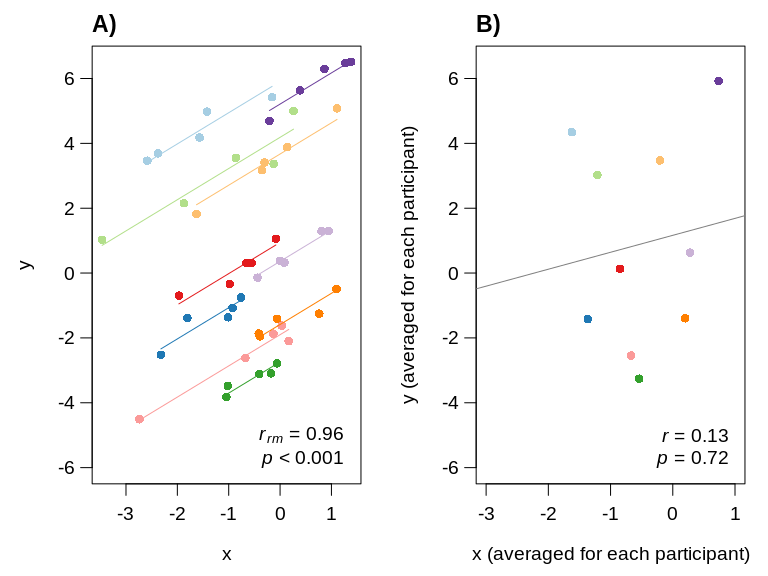 A)
B)
6
4
2
0
-2
-4
-6
y
-3
-2
-1
0
1
x
r_rm = 0.96
p < 0.001
6
4
2
0
-2
-4
-6
y (averaged for each participant)
r = 0.13
p = 0.72
-3
-2
-1
0
1
x (averaged for each participant)